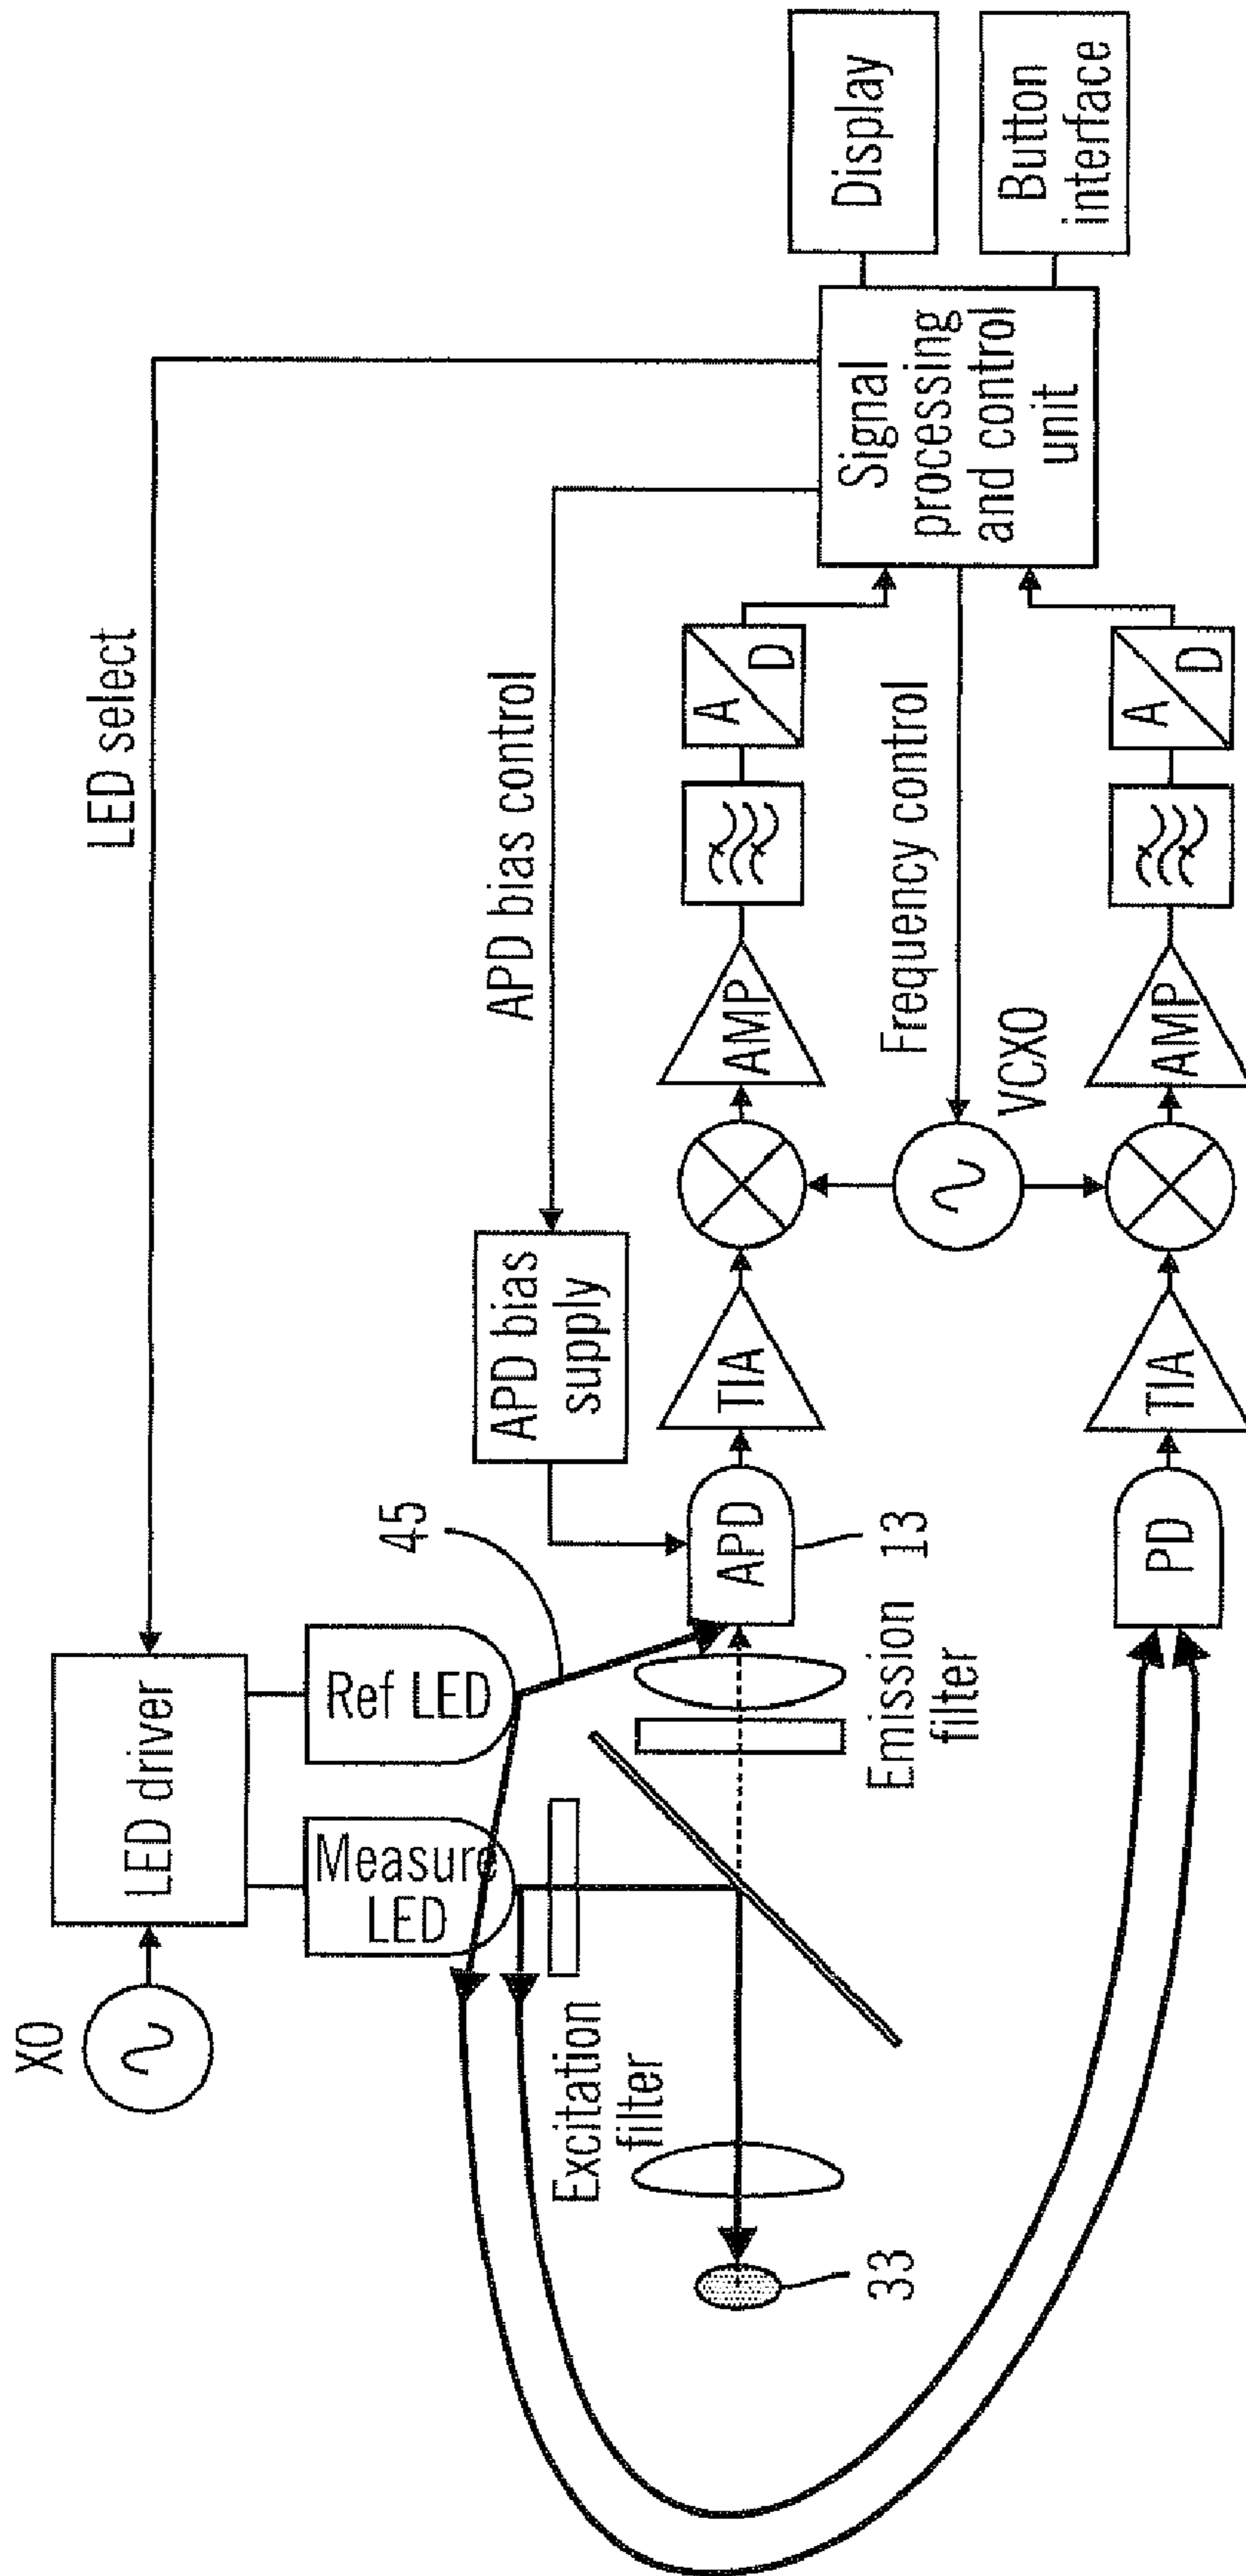 XO
LED driver
LED select
Measure
LED
Ref LED
45
APD bias
supply
APD bias control
Excitation
filter
33
Emission
filter
APD
13
TIA
AMP
A
D
Frequency control
VCXO
PD
TIA
AMP
A
D
Signal
processing
and control
unit
Display
Button
interface